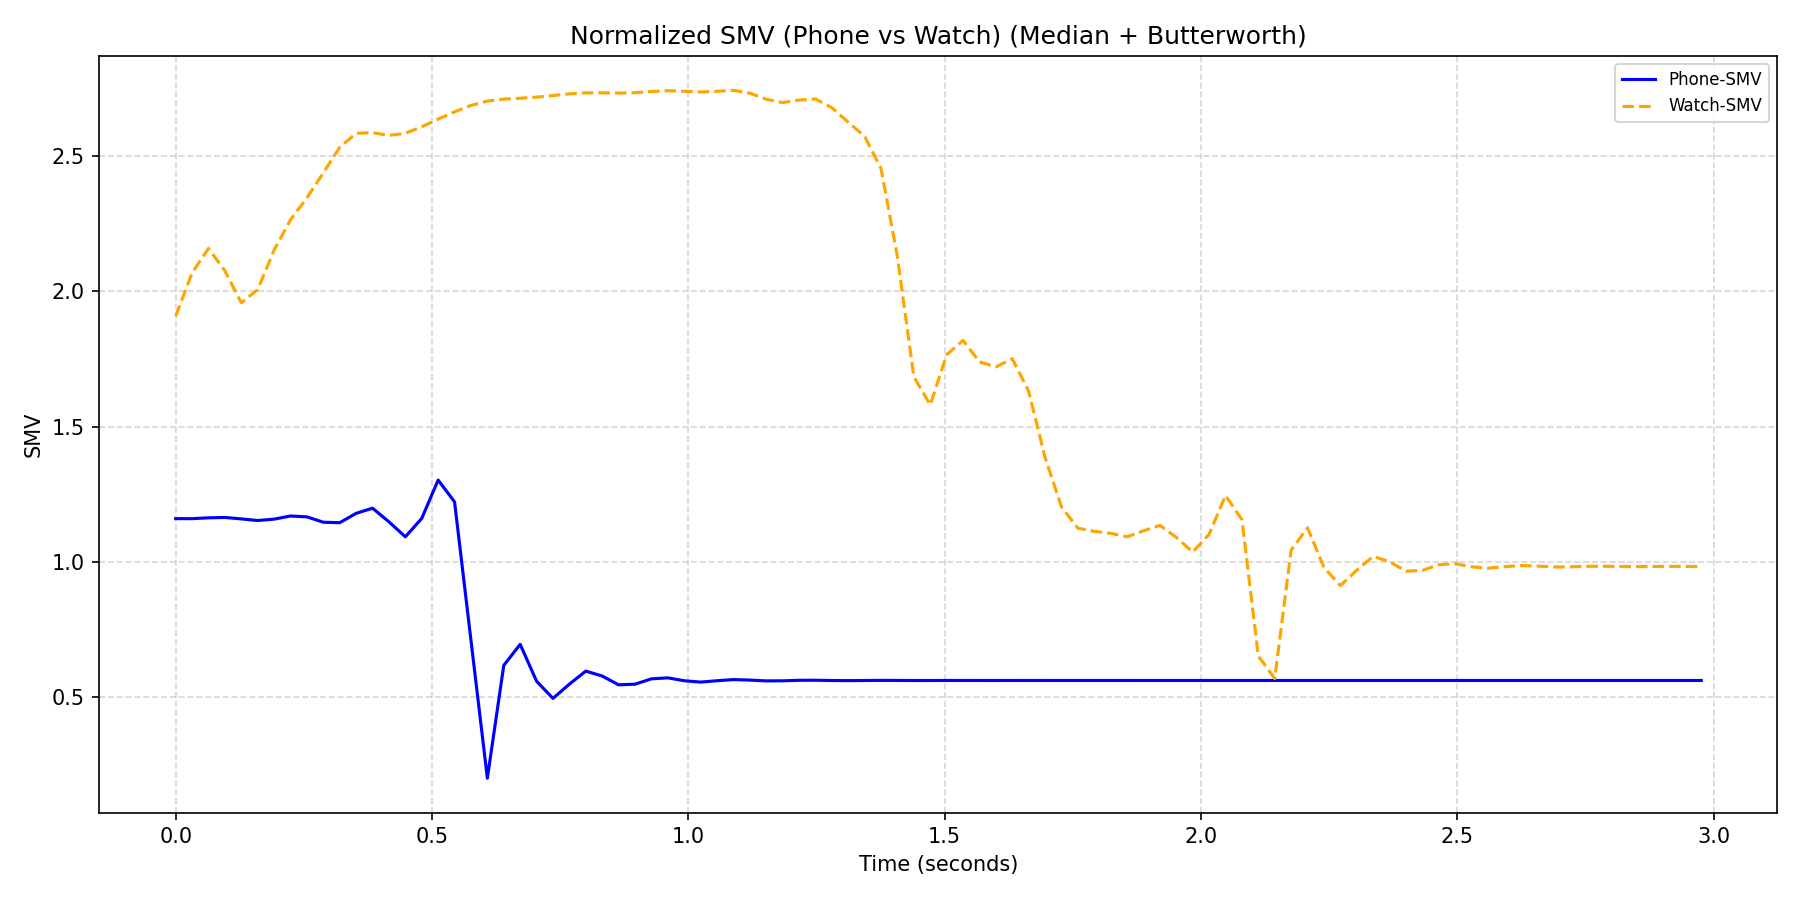 Normalized SMV (Phone vs Watch) (Median + Butterworth)
Phone-SMV
Watch-SMV
SMV
2.5
2.0
1.5
1.0
0.5
0.0 0.5 1.0 1.5 2.0 2.5 3.0
Time (seconds)